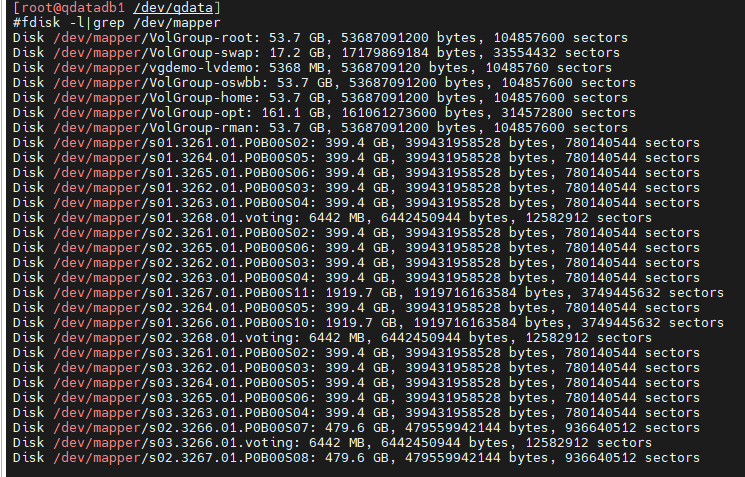 [root@qdatadb1 /dev/qdata]
#fdisk -l|grep /dev/mapper
Disk /dev/mapper/VolGroup-root: 53.7 GB, 53687091200 bytes, 104857600 sectors
Disk /dev/mapper/VolGroup-swap: 17.2 GB, 17179869184 bytes, 33554432 sectors
Disk /dev/mapper/vgdemo-lvdemo: 5368 MB, 5368709120 bytes, 10485760 sectors
Disk /dev/mapper/VolGroup-oswbb: 53.7 GB, 53687091200 bytes, 104857600 sectors
Disk /dev/mapper/VolGroup-home: 53.7 GB, 53687091200 bytes, 104857600 sectors
Disk /dev/mapper/VolGroup-opt: 161.1 GB, 161061273600 bytes, 314572800 sectors
Disk /dev/mapper/VolGroup-rman: 53.7 GB, 53687091200 bytes, 104857600 sectors
Disk /dev/mapper/s01.3261.01.P0B00S02: 399.4 GB, 399431958528 bytes, 780140544 sectors
Disk /dev/mapper/s01.3264.01.P0B00S05: 399.4 GB, 399431958528 bytes, 780140544 sectors
Disk /dev/mapper/s01.3265.01.P0B00S06: 399.4 GB, 399431958528 bytes, 780140544 sectors
Disk /dev/mapper/s01.3262.01.P0B00S03: 399.4 GB, 399431958528 bytes, 780140544 sectors
Disk /dev/mapper/s01.3263.01.P0B00S04: 399.4 GB, 399431958528 bytes, 780140544 sectors
Disk /dev/mapper/s01.3268.01.voting: 6442 MB, 6442450944 bytes, 12582912 sectors
Disk /dev/mapper/s02.3261.01.P0B00S02: 399.4 GB, 399431958528 bytes, 780140544 sectors
Disk /dev/mapper/s02.3265.01.P0B00S06: 399.4 GB, 399431958528 bytes, 780140544 sectors
Disk /dev/mapper/s02.3262.01.P0B00S03: 399.4 GB, 399431958528 bytes, 780140544 sectors
Disk /dev/mapper/s02.3263.01.P0B00S04: 399.4 GB, 399431958528 bytes, 780140544 sectors
Disk /dev/mapper/s01.3267.01.P0B00S11: 1919.7 GB, 1919716163584 bytes, 3749445632 sectors
Disk /dev/mapper/s02.3264.01.P0B00S05: 399.4 GB, 399431958528 bytes, 780140544 sectors
Disk /dev/mapper/s01.3266.01.P0B00S10: 1919.7 GB, 1919716163584 bytes, 3749445632 sectors
Disk /dev/mapper/s02.3268.01.voting: 6442 MB, 6442450944 bytes, 12582912 sectors
Disk /dev/mapper/s03.3261.01.P0B00S02: 399.4 GB, 399431958528 bytes, 780140544 sectors
Disk /dev/mapper/s03.3262.01.P0B00S03: 399.4 GB, 399431958528 bytes, 780140544 sectors
Disk /dev/mapper/s03.3264.01.P0B00S05: 399.4 GB, 399431958528 bytes, 780140544 sectors
Disk /dev/mapper/s03.3265.01.P0B00S06: 399.4 GB, 399431958528 bytes, 780140544 sectors
Disk /dev/mapper/s03.3263.01.P0B00S04: 399.4 GB, 399431958528 bytes, 780140544 sectors
Disk /dev/mapper/s02.3266.01.P0B00S07: 479.6 GB, 479559942144 bytes, 936640512 sectors
Disk /dev/mapper/s03.3266.01.voting: 6442 MB, 6442450944 bytes, 12582912 sectors
Disk /dev/mapper/s02.3267.01.P0B00S08: 479.6 GB, 479559942144 bytes, 936640512 sectors